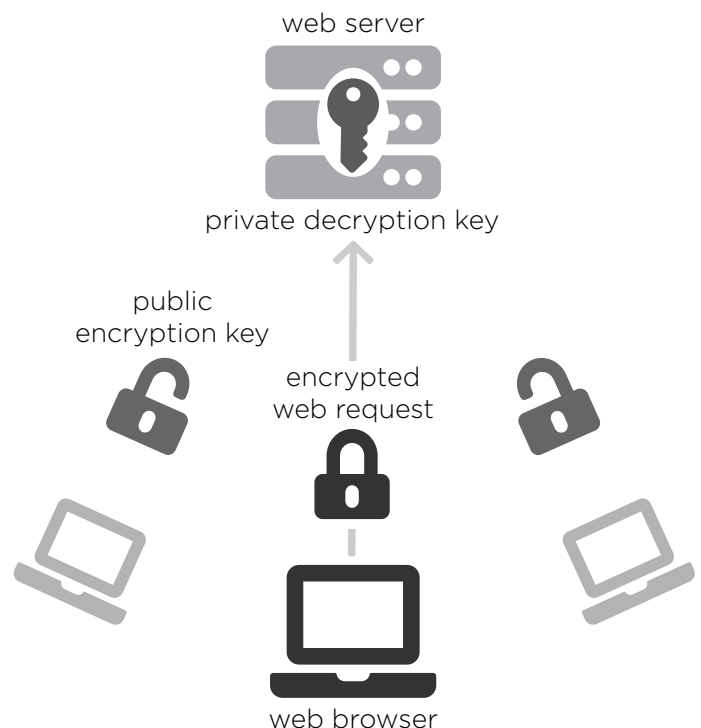 web server
private decryption key
public
encryption key
encrypted
web request
web browser